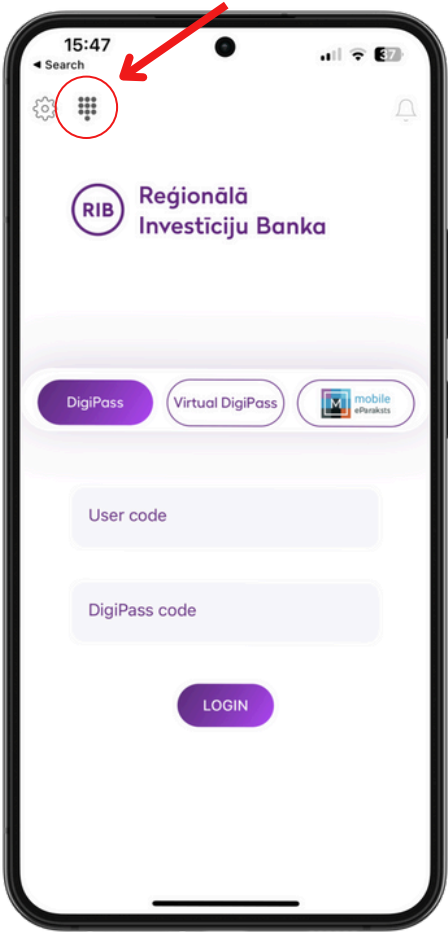 15:47
37
◀ Search
RIB
Reģionālā
Investīciju Banka
DigiPass
Virtual DigiPass
M mobile
eParaksts
User code
DigiPass code
LOGIN